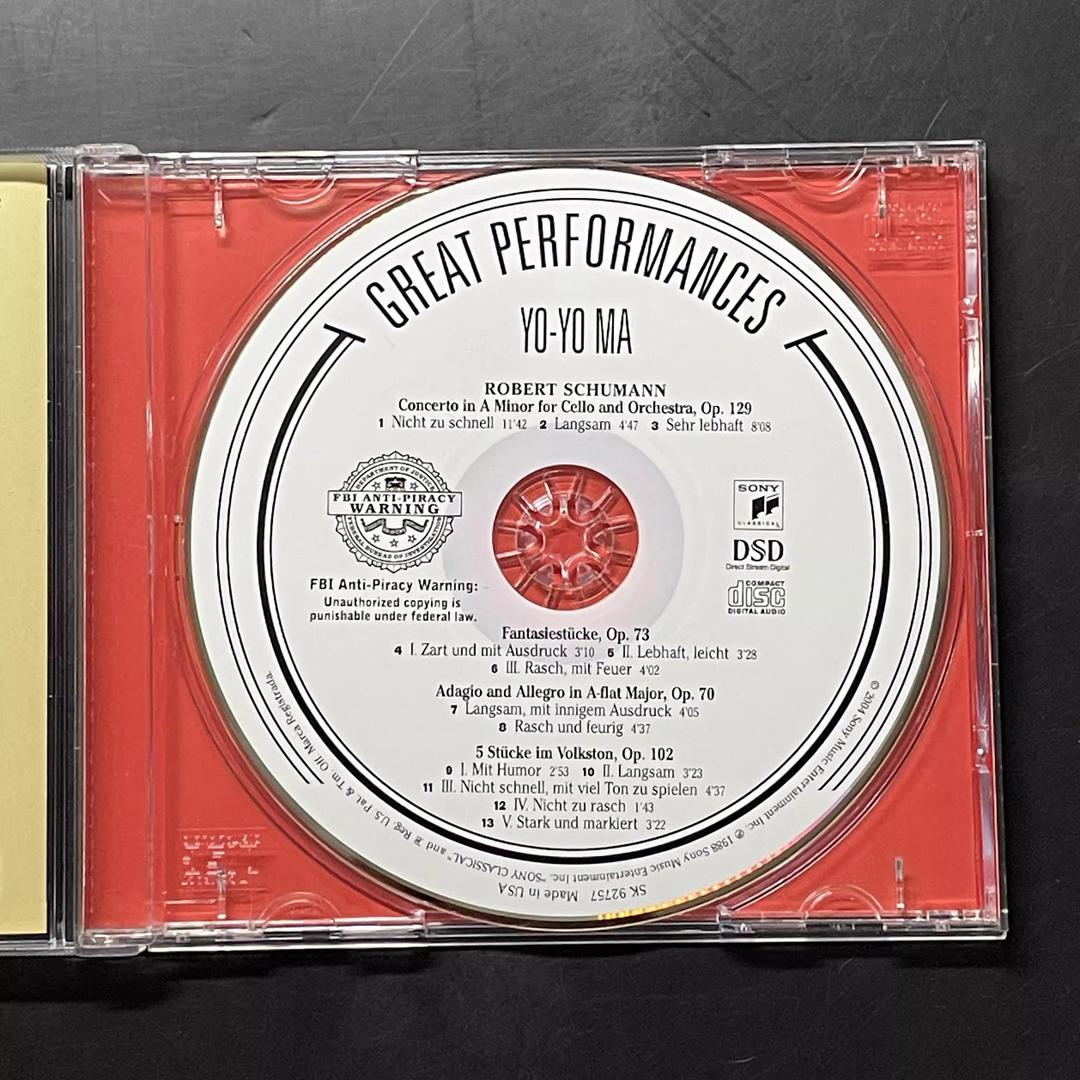 GREAT PERFORMANCES
YO-YO MA
ROBERT SCHUMANN
Concerto in A Minor for Cello and Orchestra, Op. 129
1 Nicht zu schnell 11'42 2 Langsam 4'47 3 Sehr lebhaft 8'08
DEPARTMENT OF JUSTICE
FBI ANTI-PIRACY
WARNING
FEDERAL BUREAU OF INVESTIGATION
FBI Anti-Piracy Warning:
Unauthorized copying is
punishable under federal law.
SONY
CLASSICAL
DSD
Direct Stream Digital
COMPACT
disc
DIGITAL AUDIO
Fantasiestücke, Op. 73
4 I. Zart und mit Ausdruck 3'10 5 II. Lebhaft, leicht 3'28
6 III. Rasch, mit Feuer 4'02
Adagio and Allegro in A-flat Major, Op. 70
7 Langsam, mit innigem Ausdruck 4'05
8 Rasch und feurig 4'37
5 Stücke im Volkston, Op. 102
9 I. Mit Humor 2'53 10 II. Langsam 3'23
11 III. Nicht schnell, mit viel Ton zu spielen 4'37
12 IV. Nicht zu rasch 1'43
13 V. Stark und markiert 3'22
© 2004 Sony Music Entertainment Inc. ℗ 1988 Sony Music Entertainment Inc. "SONY CLASSICAL" and Reg. U.S. Pat. & Tm. Off. Marca Registrada.
SK 92757 Made in USA